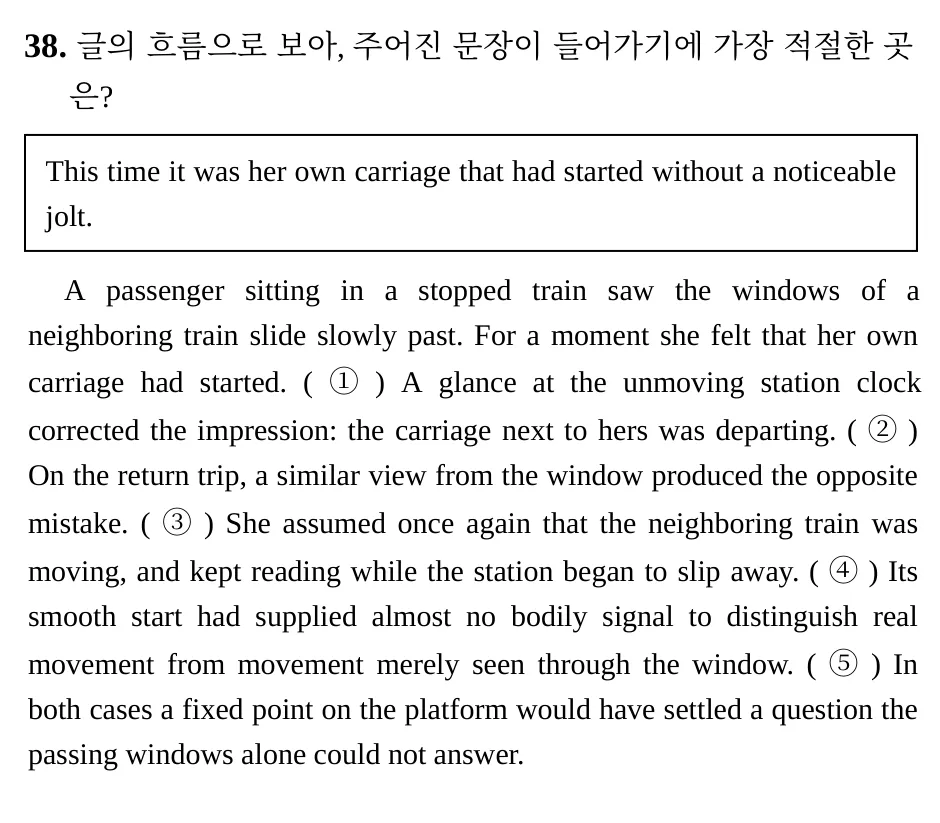 38. 글의 흐름으로 보아, 주어진 문장이 들어가기에 가장 적절한 곳
은?
This time it was her own carriage that had started without a noticeable
jolt.
A passenger sitting in a stopped train saw the windows of a
neighboring train slide slowly past. For a moment she felt that her own
carriage had started. ( ① ) A glance at the unmoving station clock
corrected the impression: the carriage next to hers was departing. ( ② )
On the return trip, a similar view from the window produced the opposite
mistake. ( ③ ) She assumed once again that the neighboring train was
moving, and kept reading while the station began to slip away. ( ④ ) Its
smooth start had supplied almost no bodily signal to distinguish real
movement from movement merely seen through the window. ( ⑤ ) In
both cases a fixed point on the platform would have settled a question the
passing windows alone could not answer.